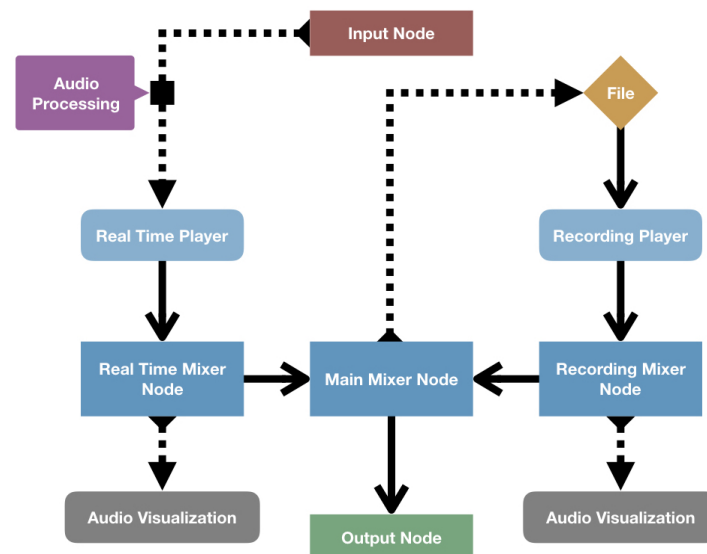 Input Node
Audio
Processing
File
Real Time Player
Recording Player
Real Time Mixer
Node
Main Mixer Node
Recording Mixer
Node
Audio Visualization
Output Node
Audio Visualization